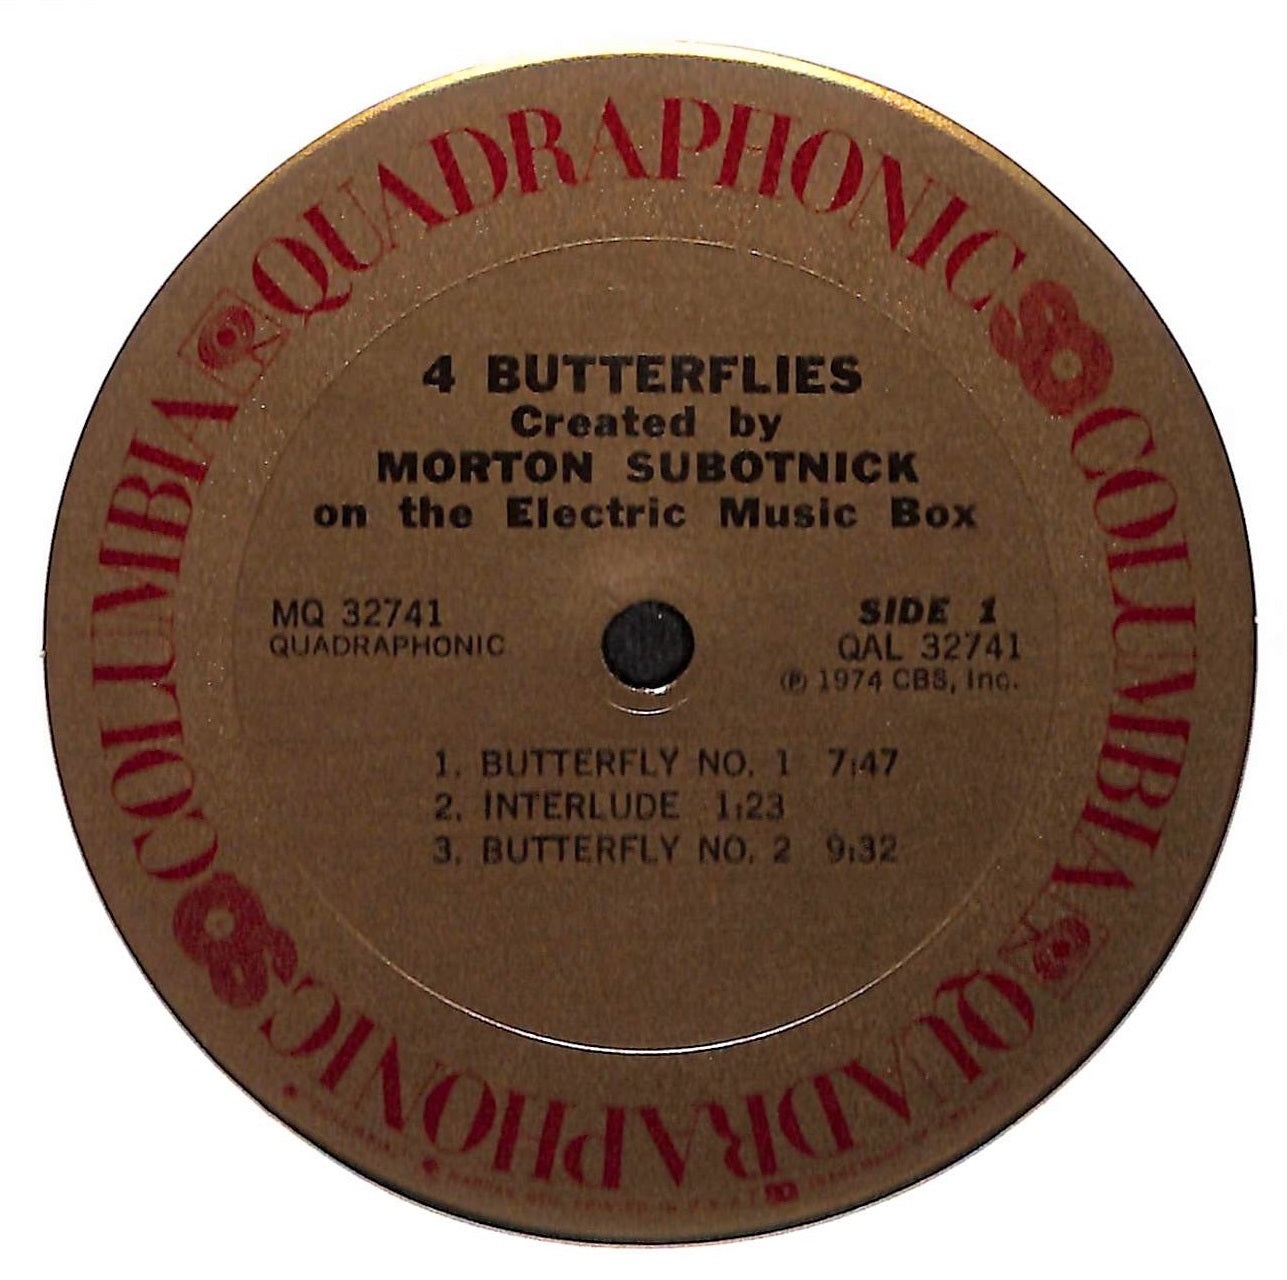 QUADRAPHONIC
COLUMBIA
QUADRAPHONIC
COLUMBIA
4 BUTTERFLIES
Created by
MORTON SUBOTNICK
on the Electric Music Box
MQ 32741
QUADRAPHONIC
SIDE 1
QAL 32741
℗ 1974 CBS, Inc.
1. BUTTERFLY NO. 1 7:47
2. INTERLUDE 1:23
3. BUTTERFLY NO. 2 9:32